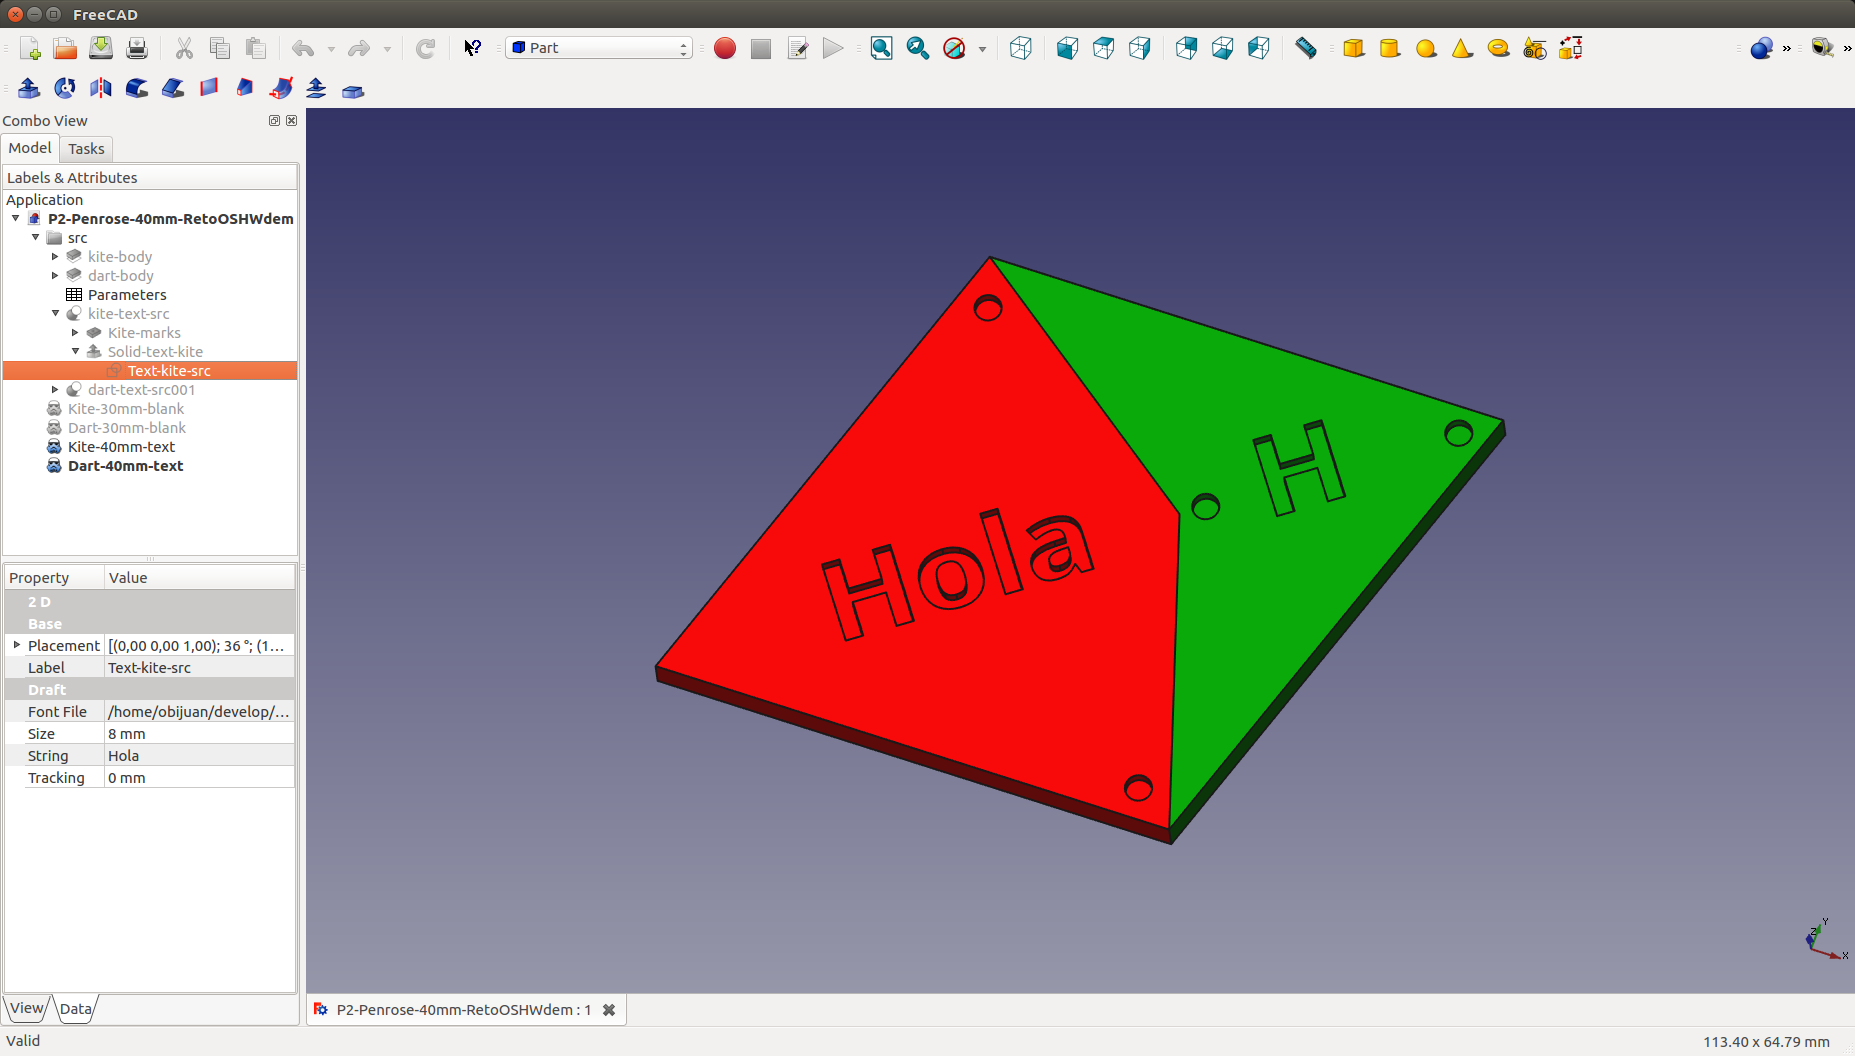 FreeCAD
Part
Combo View
Model
Tasks
Labels & Attributes
Application
P2-Penrose-40mm-RetoOSHWdem
src
kite-body
dart-body
Parameters
kite-text-src
Kite-marks
Solid-text-kite
Text-kite-src
dart-text-src001
Kite-30mm-blank
Dart-30mm-blank
Kite-40mm-text
Dart-40mm-text
Property Value
2 D
Base
Placement [(0,00 0,00 1,00); 36 °; (1...
Label Text-kite-src
Draft
Font File /home/obijuan/develop/...
Size 8 mm
String Hola
Tracking 0 mm
View
Data
Hola
H
Y
Z
X
P2-Penrose-40mm-RetoOSHWdem : 1
Valid
113.40 x 64.79 mm